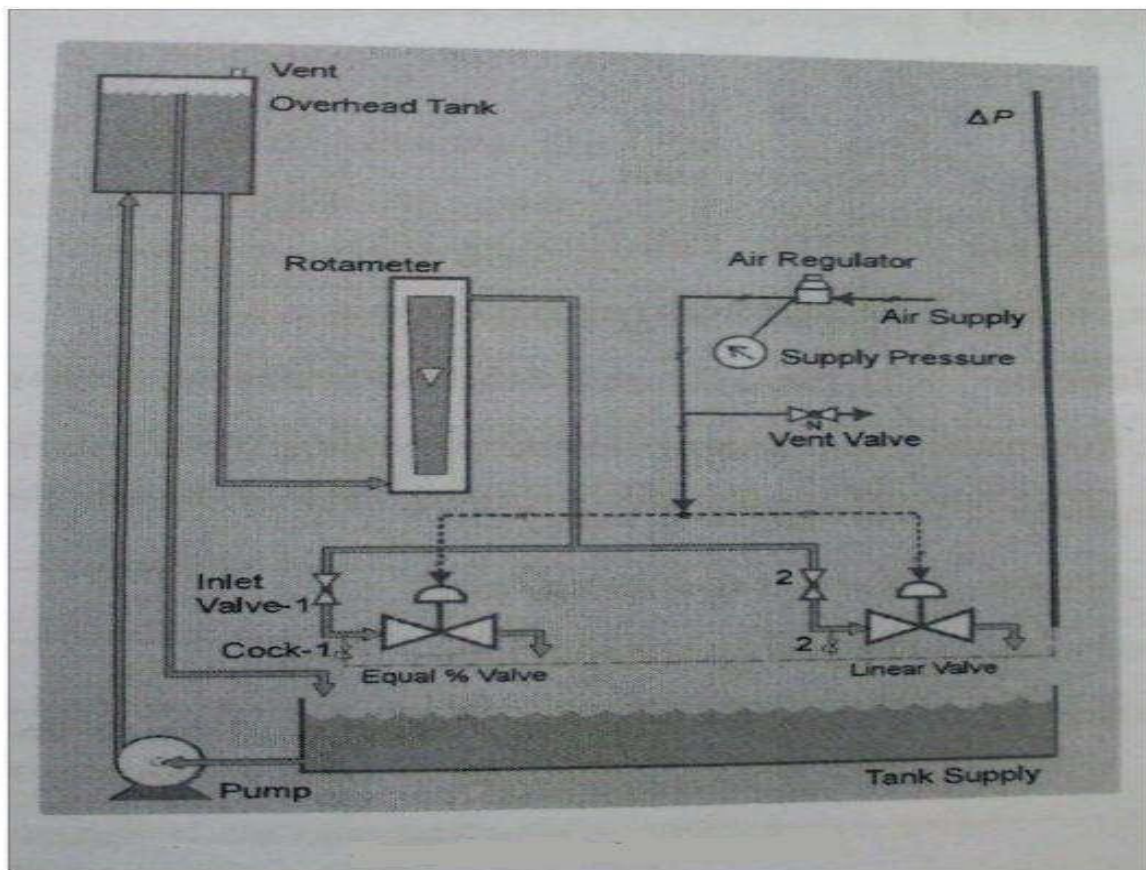 Vent
Overhead Tank
ΔP
Rotameter
Air Regulator
Air Supply
Supply Pressure
N
Vent Valve
Inlet
Valve-1
2
Cock-1
2
Equal % Valve
Linear Valve
Tank Supply
Pump